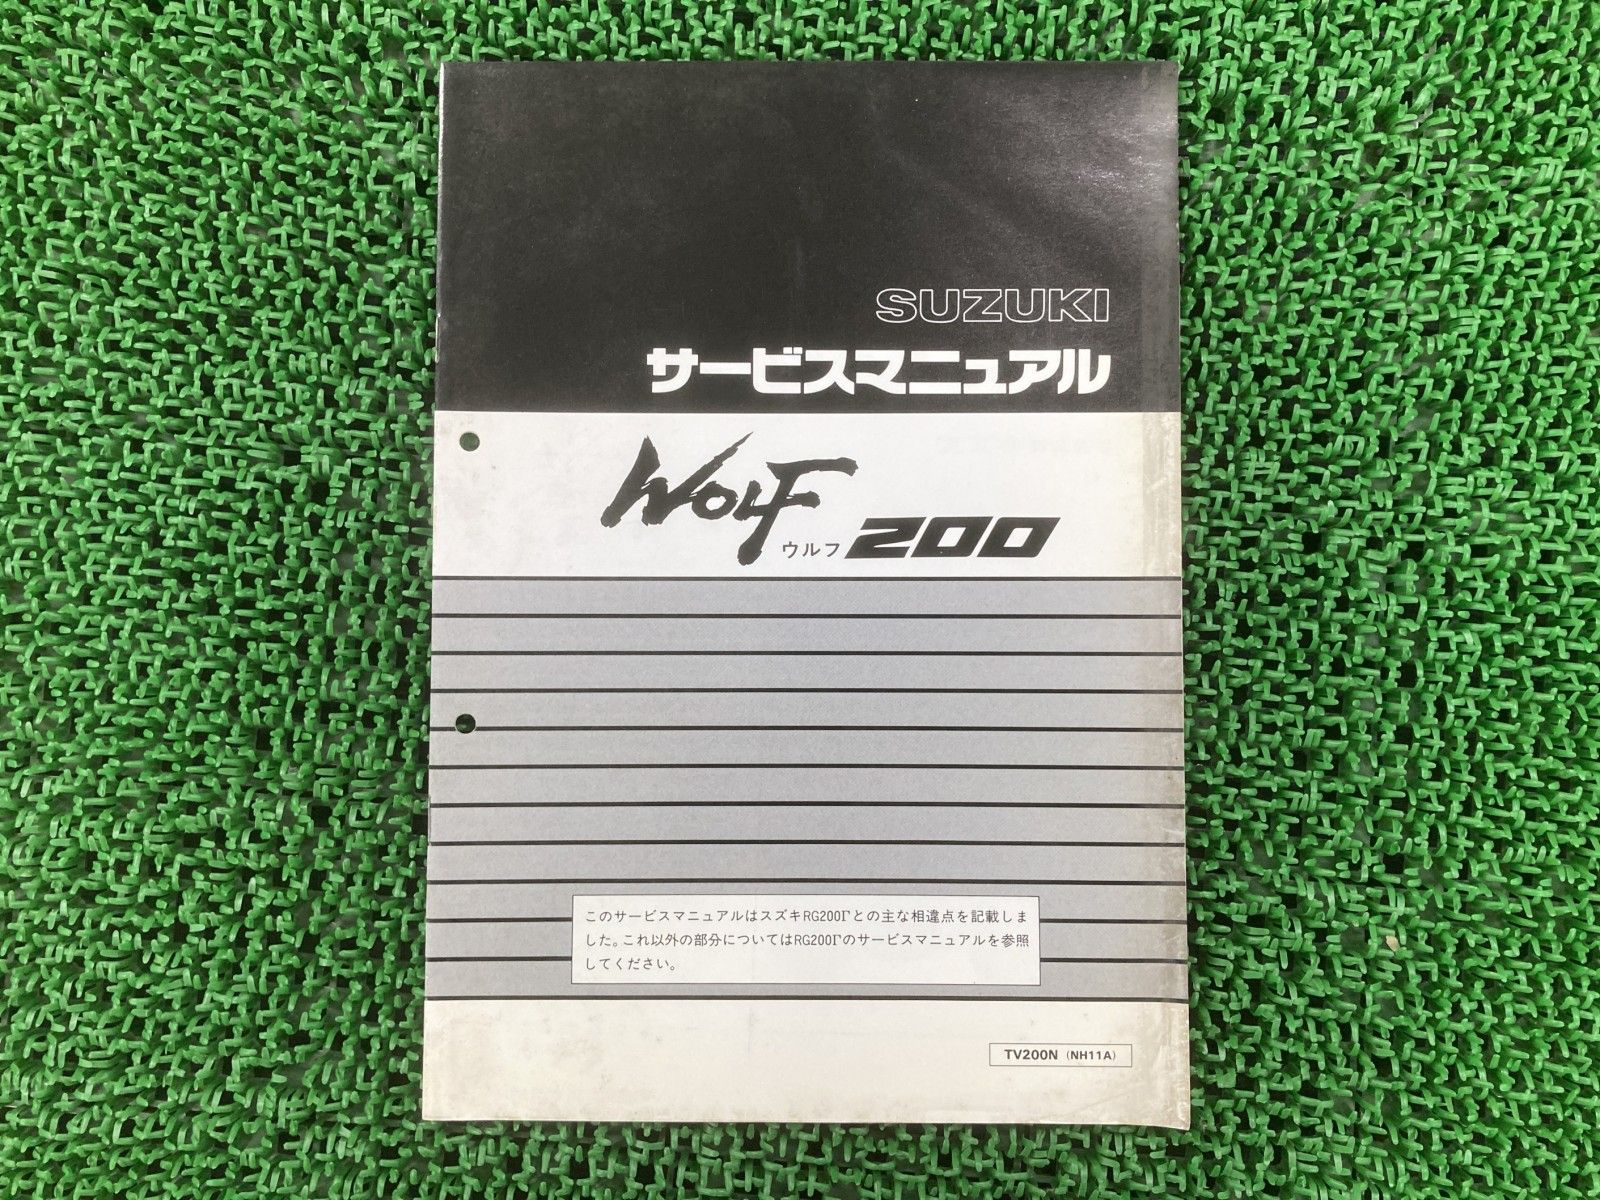 SUZUKI
サービスマニュアル
WOLF
ウルフ 200
このサービスマニュアルはスズキRG200Γとの主な相違点を記載しま
した。これ以外の部分についてはRG200Γのサービスマニュアルを参照
してください。
TV200N (NH11A)